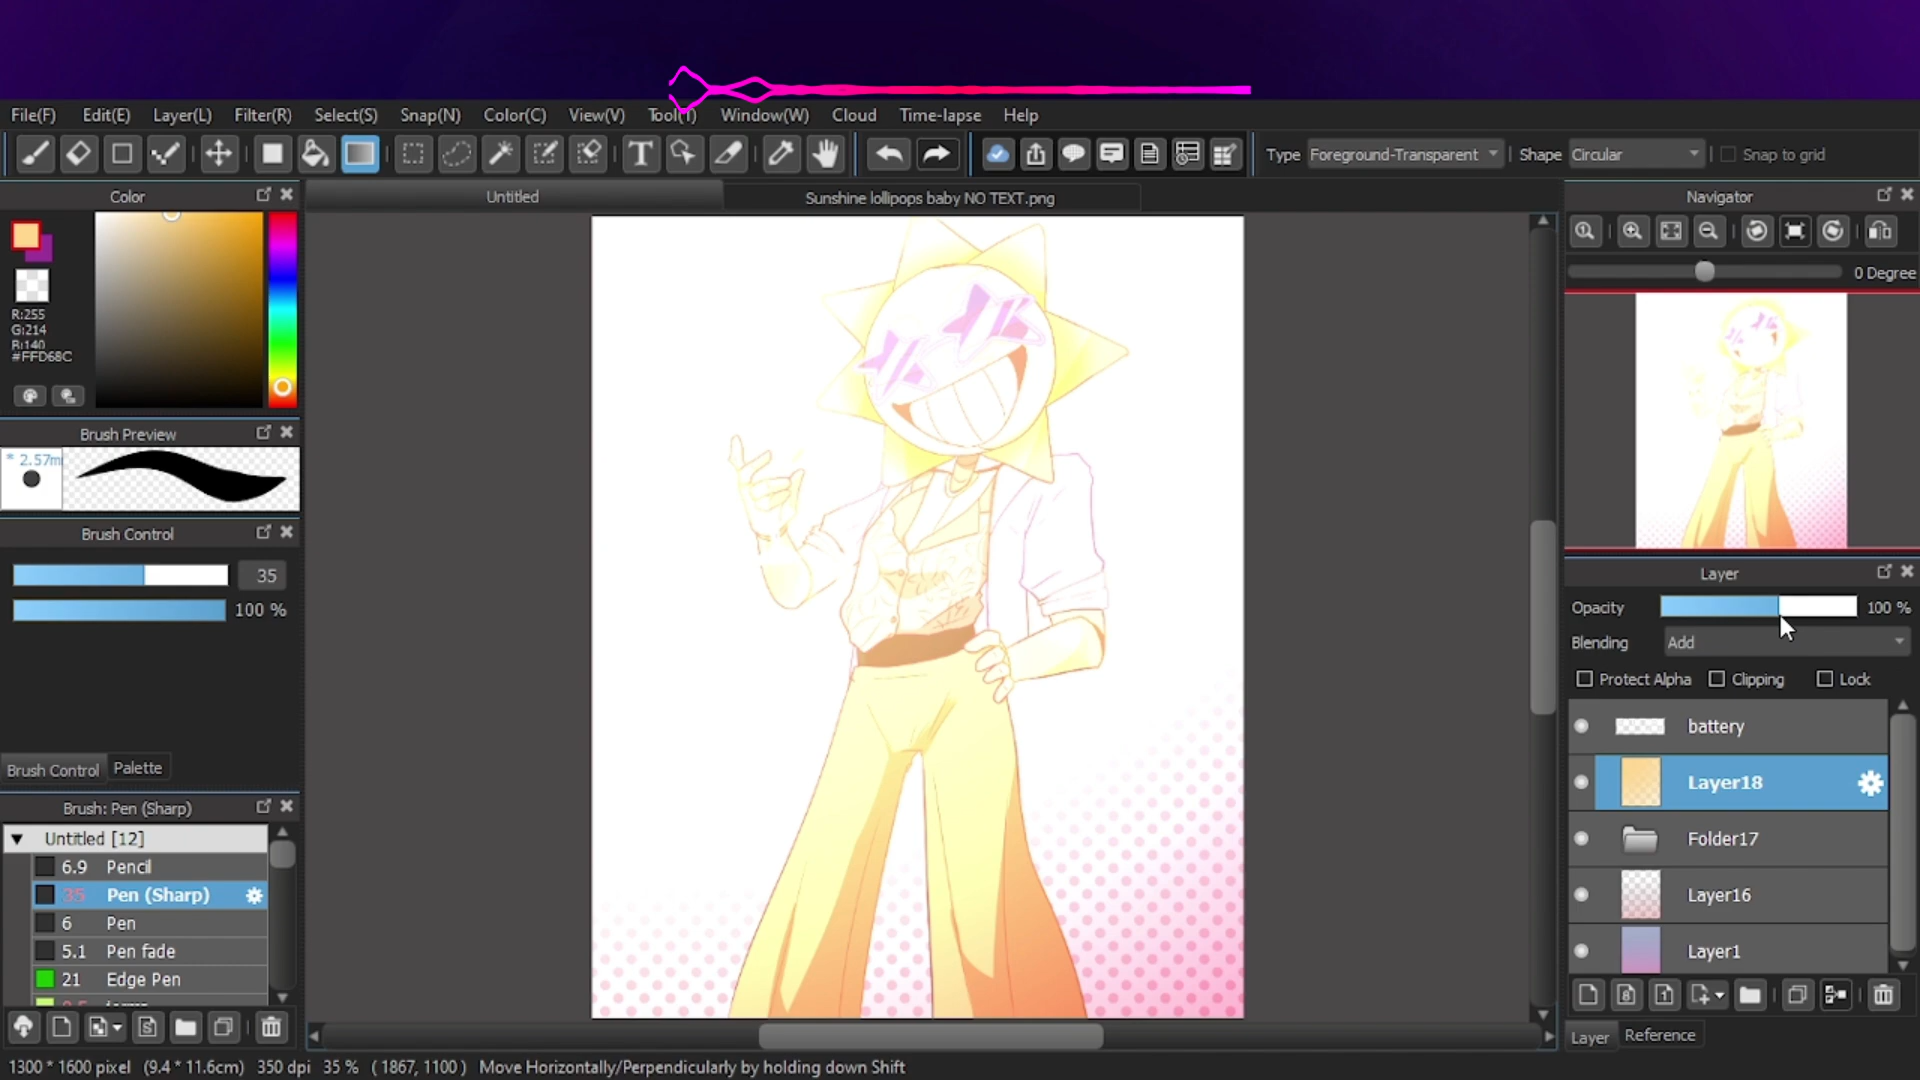 File(F) Edit(E) Layer(L) Filter(R) Select(S) Snap(N) Color(C) View(V) Tool(T) Window(W) Cloud Time-lapse Help
Type Foreground-Transparent Shape Circular Snap to grid
Color
Untitled
Sunshine lollipops baby NO TEXT.png
Navigator
0 Degree
R:255
G:214
B:140
#FFD68C
Brush Preview
* 2.57m
Brush Control
35
100 %
Brush Control Palette
Brush: Pen (Sharp)
Untitled [12]
6.9 Pencil
35 Pen (Sharp)
6 Pen
5.1 Pen fade
21 Edge Pen
Layer
Opacity 100 %
Blending Add
Protect Alpha Clipping Lock
battery
Layer18
Folder17
Layer16
Layer1
Layer Reference
1300 * 1600 pixel (9.4 * 11.6cm) 350 dpi 35 % ( 1867, 1100 ) Move Horizontally/Perpendicularly by holding down Shift